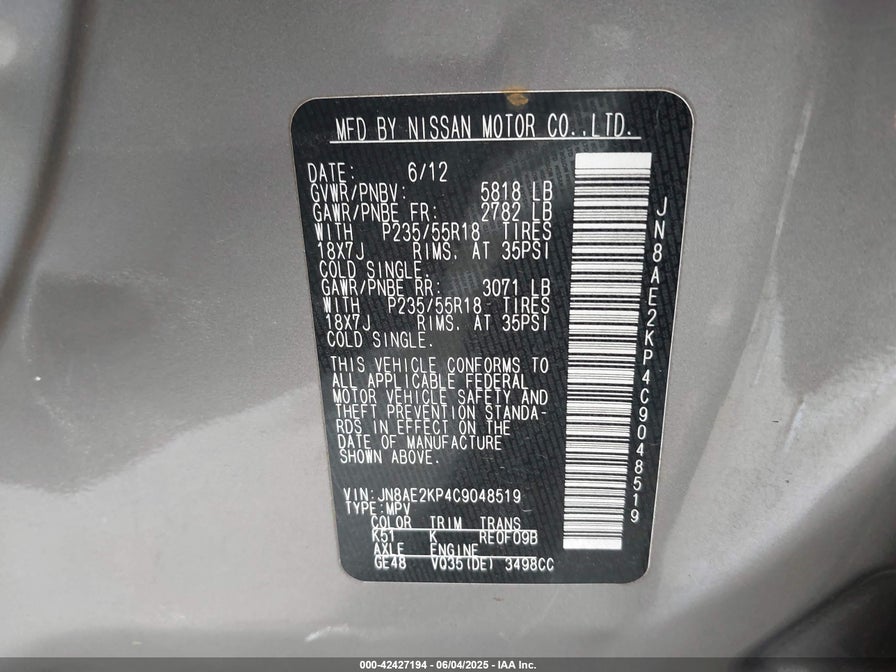 MFD BY NISSAN MOTOR CO.,LTD.
DATE: 6/12
GVWR/PNBV: 5818 LB
GAWR/PNBE FR: 2782 LB
WITH P235/55R18 TIRES
18X7J RIMS. AT 35PSI
COLD SINGLE.
GAWR/PNBE RR: 3071 LB
WITH P235/55R18 TIRES
18X7J RIMS. AT 35PSI
COLD SINGLE.
THIS VEHICLE CONFORMS TO
ALL APPLICABLE FEDERAL
MOTOR VEHICLE SAFETY AND
THEFT PREVENTION STANDA-
RDS IN EFFECT ON THE
DATE OF MANUFACTURE
SHOWN ABOVE.
VIN:JN8AE2KP4C9048519
TYPE:MPV
COLOR TRIM TRANS
K51 K RE0F09B
AXLE ENGINE
GE48 VQ35(DE) 3498CC
JN8AE2KP4C9048519
000-42427194 - 06/04/2025 - IAA Inc.